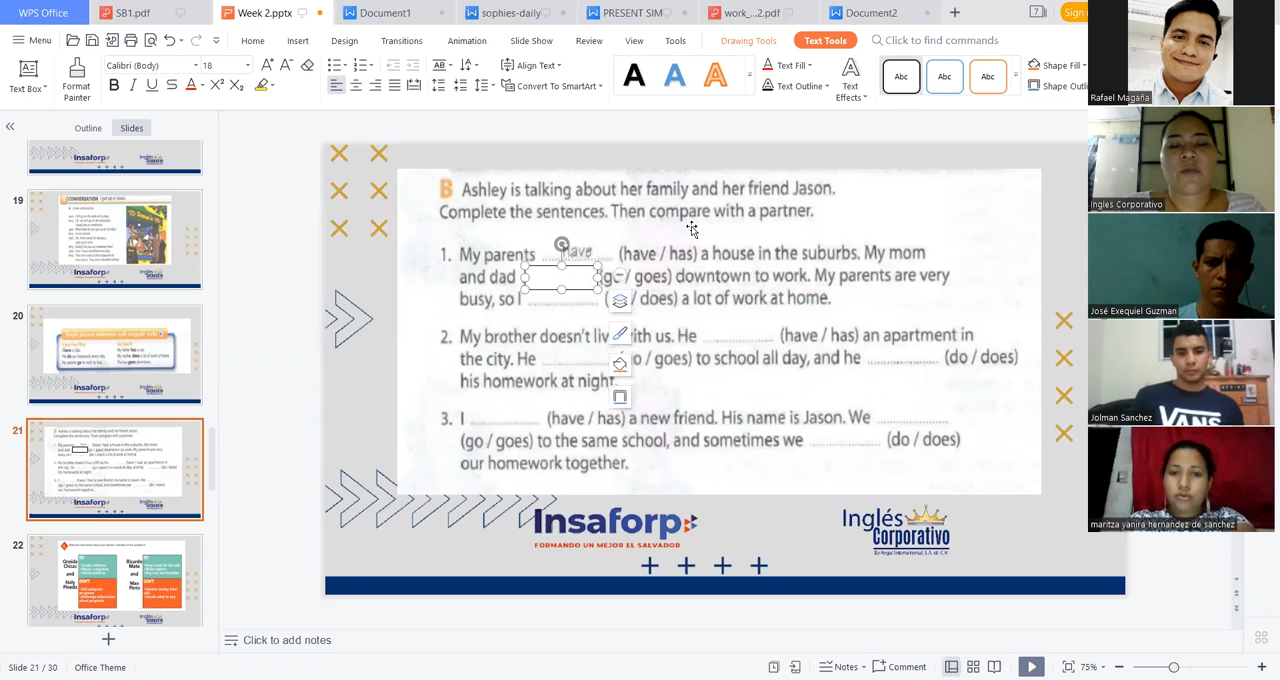 WPS Office
SB1.pdf
Week 2.pptx
Document1
sophies-daily
PRESENT SIM
work_...2.pdf
Document2
7
Sign
Menu
Home
Insert
Design
Transitions
Animation
Slide Show
Review
View
Tools
Drawing Tools
Text Tools
Click to find commands
Text Box
Format Painter
Calibri (Body)
18
Align Text
Convert To SmartArt
Text Fill
Text Outline
Text Effects
Abc
Abc
Abc
Shape Fill
Shape Outl
Outline
Slides
19
20
21
22
B Ashley is talking about her family and her friend Jason.
Complete the sentences. Then compare with a partner.
1. My parents have (have / has) a house in the suburbs. My mom
and dad (go / goes) downtown to work. My parents are very
busy, so I / does) a lot of work at home.
2. My brother doesn't live with us. He (have / has) an apartment in
the city. He o / goes) to school all day, and he (do / does)
his homework at night.
3. I (have / has) a new friend. His name is Jason. We
(go / goes) to the same school, and sometimes we (do / does)
our homework together.
Insaforp
FORMANDO UN MEJOR EL SALVADOR
Inglés
Corporativo
By Regal International, S.A. de C.V.
Click to add notes
Slide 21 / 30
Office Theme
Notes
Comment
75%
Rafael Magaña
Ingles Corporativo
José Exequiel Guzman
Jolman Sanchez
maritza yanira hernandez de sanchez